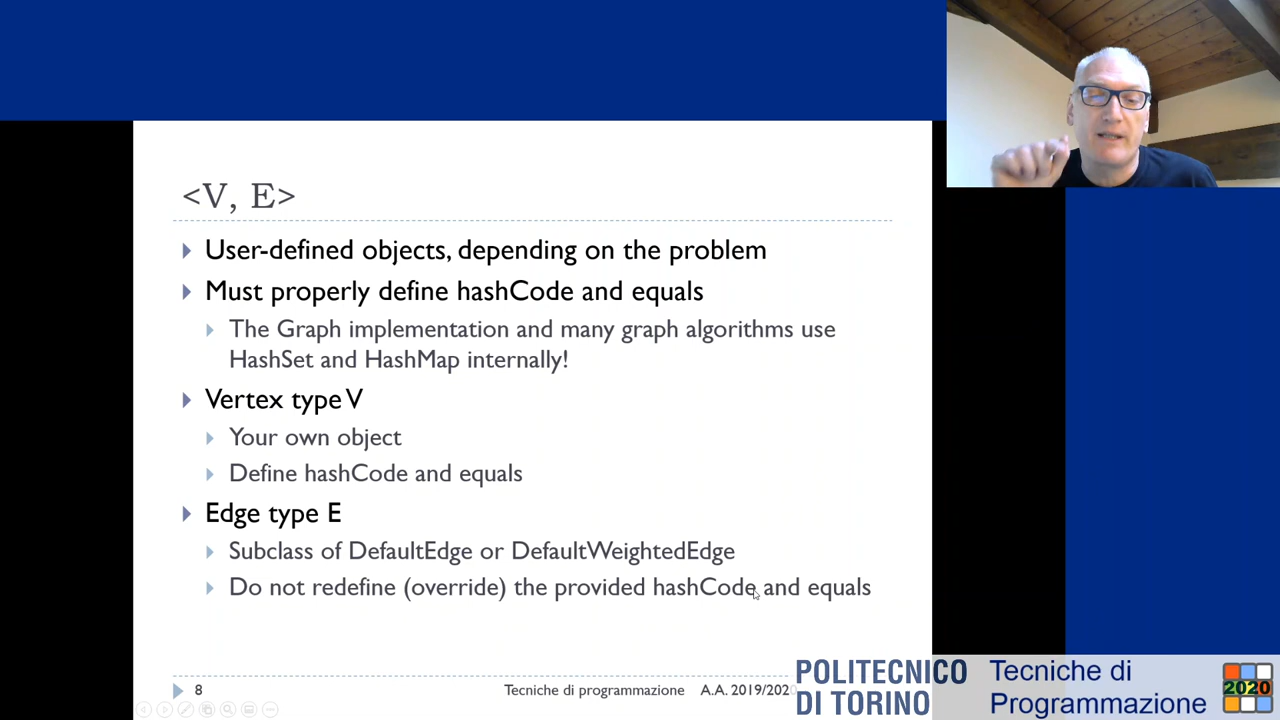 <V, E>
User-defined objects, depending on the problem
Must properly define hashCode and equals
The Graph implementation and many graph algorithms use
HashSet and HashMap internally!
Vertex type V
Your own object
Define hashCode and equals
Edge type E
Subclass of DefaultEdge or DefaultWeightedEdge
Do not redefine (override) the provided hashCode and equals
8
Tecniche di programmazione A.A. 2019/2020
POLITECNICO
DI TORINO
Tecniche di
Programmazione
2020